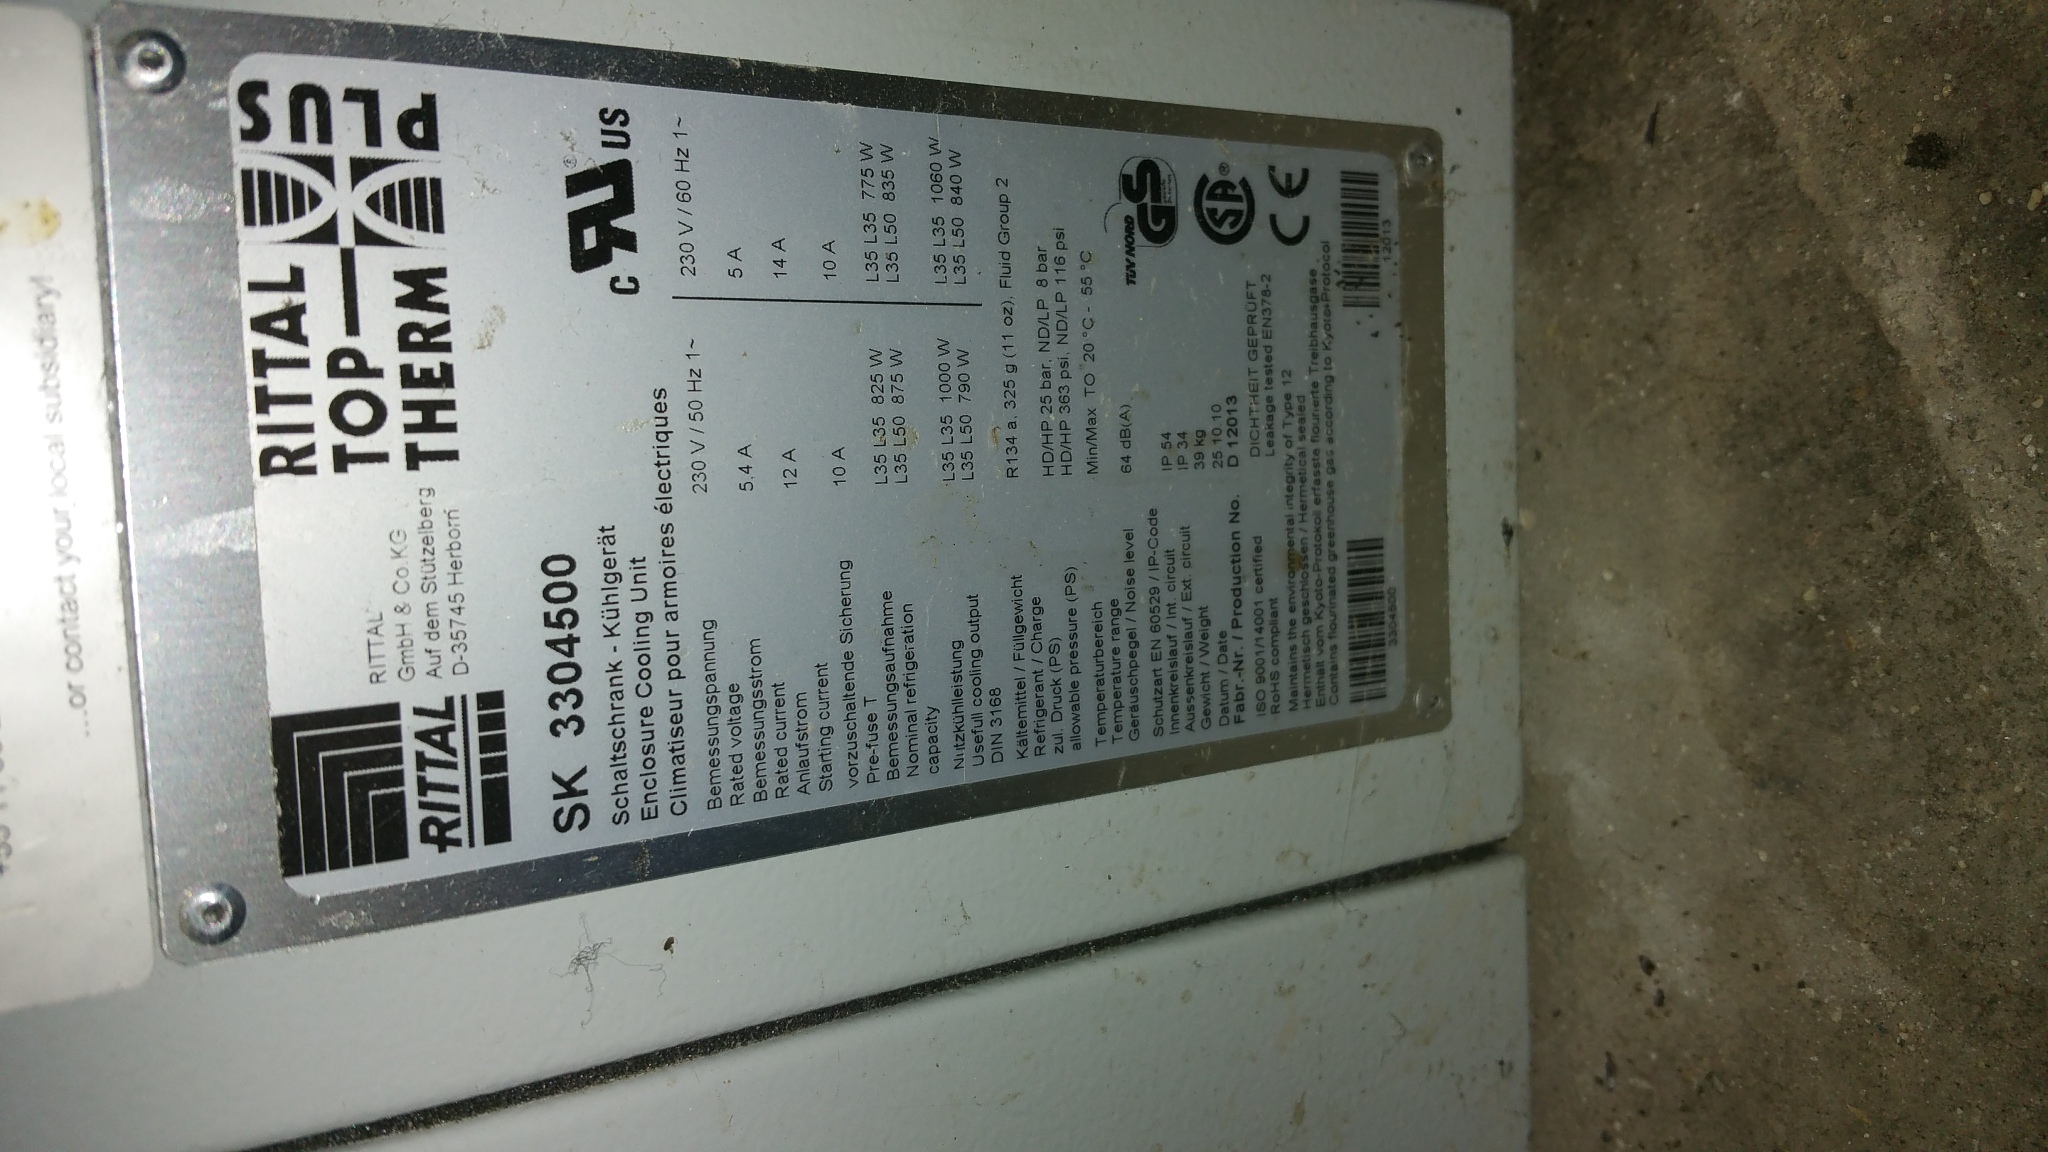 ...or contact your local subsidiary!
RITTAL
RITTAL
GmbH & Co.KG
Auf dem Stützelberg
D-35745 Herborn
RITTAL
TOP
THERM
PLUS
SK 3304500
Schaltschrank - Kühlgerät
Enclosure Cooling Unit
Climatiseur pour armoires électriques
C RU ® US
Bemessungspannung 230 V / 50 Hz 1~ 230 V / 60 Hz 1~
Rated voltage
Bemessungsstrom 5.4 A 5 A
Rated current
Anlaufstrom 12 A 14 A
Starting current
vorzuschaltende Sicherung 10 A 10 A
Pre-fuse T
Bemessungsaufnahme L35 L35 825 W L35 L35 775 W
Nominal refrigeration L35 L50 875 W L35 L50 835 W
capacity
Nutzkühlleistung L35 L35 1000 W L35 L35 1060 W
Usefull cooling output L35 L50 790 W L35 L50 840 W
DIN 3168
Kältemittel / Füllgewicht R134 a, 325 g (11 oz), Fluid Group 2
Refrigerant / Charge
zul. Druck (PS) HD/HP 25 bar, ND/LP 8 bar
allowable pressure (PS) HD/HP 363 psi, ND/LP 116 psi
Temperaturbereich Min/Max TO 20 °C - 55 °C
Temperature range
Geräuschpegel / Noise level 64 dB(A)
Schutzart EN 60529 / IP-Code
Innenkreislauf / Int. circuit IP 54
Aussenkreislauf / Ext. circuit IP 34
Gewicht / Weight 39 kg
Datum / Date 25 10 10
Fabr.-Nr. / Production No. D 12013
ISO 9001/14001 certified DICHTHEIT GEPRÜFT
RoHS compliant Leakage tested EN378-2
Maintains the environmental integrity of Type 12
Hermetisch geschlossen / Hermetical sealed
Enthält vom Kyoto-Protokoll erfasste flourierte Treibhausgase
Contains flourinated greenhouse gas according to Kyoto-Protocol
TÜV NORD
GS
SA ®
CE
3304500
12013